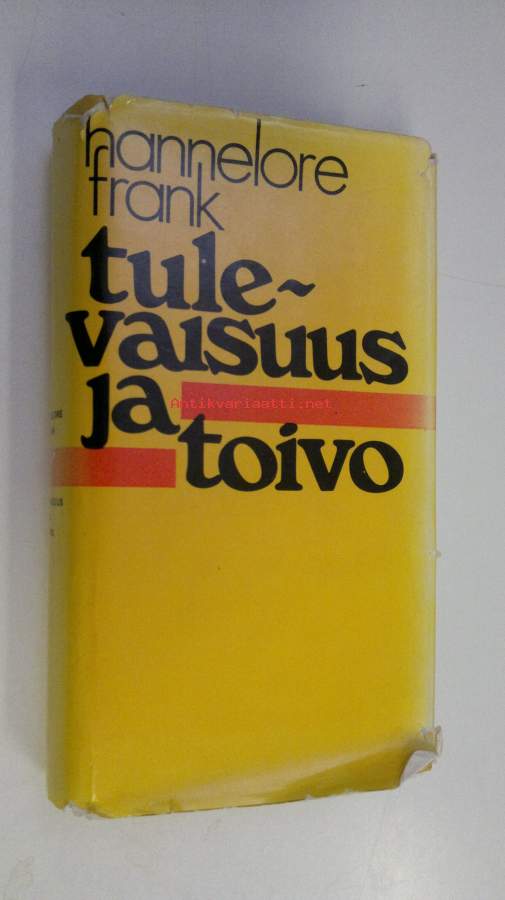 hannelore
frank
tule-
vaisuus
ja
Antikvariaatti.net
toivo